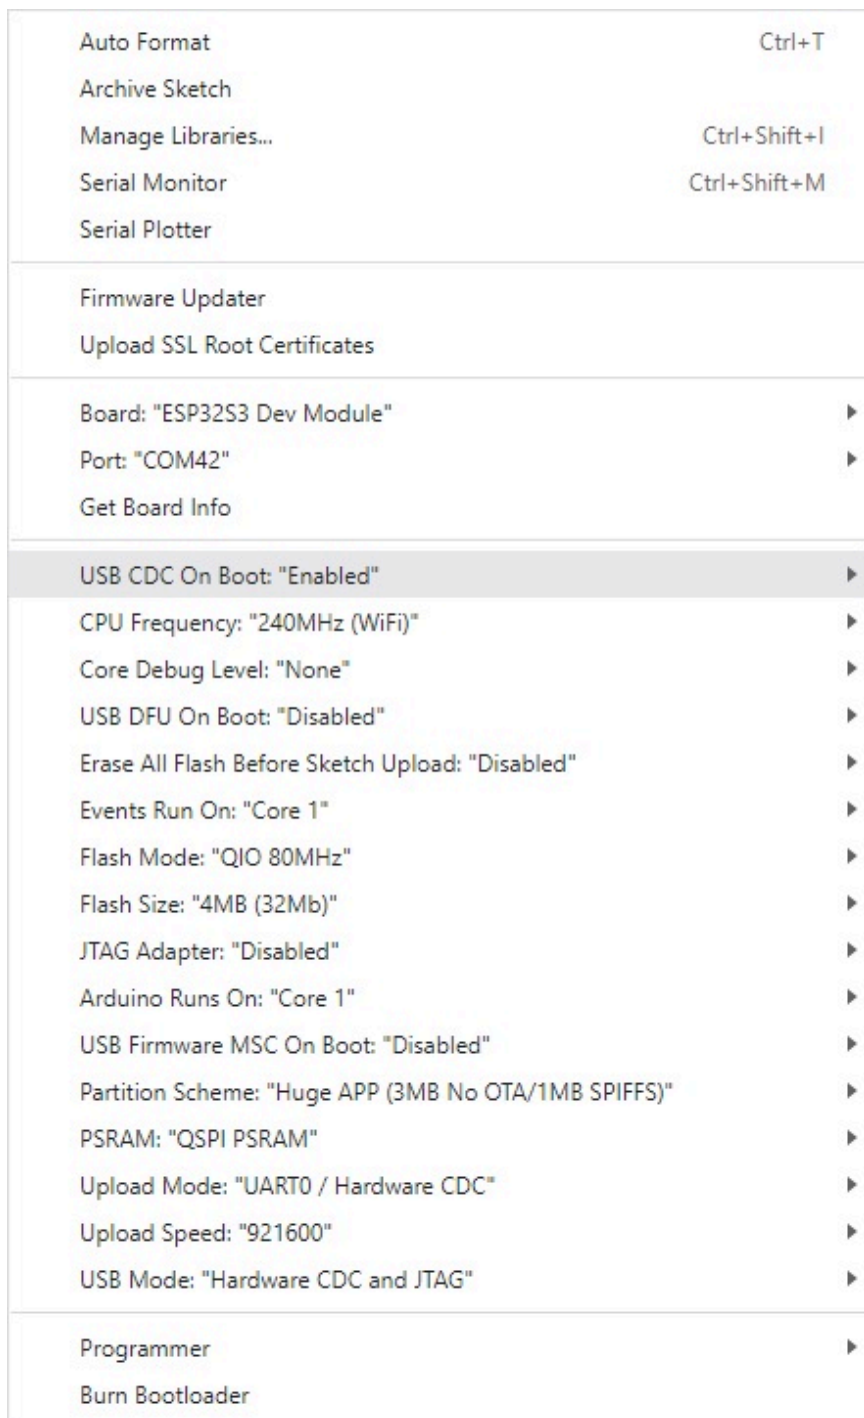 Auto Format Ctrl+T
Archive Sketch
Manage Libraries... Ctrl+Shift+I
Serial Monitor Ctrl+Shift+M
Serial Plotter
Firmware Updater
Upload SSL Root Certificates
Board: "ESP32S3 Dev Module"
Port: "COM42"
Get Board Info
USB CDC On Boot: "Enabled"
CPU Frequency: "240MHz (WiFi)"
Core Debug Level: "None"
USB DFU On Boot: "Disabled"
Erase All Flash Before Sketch Upload: "Disabled"
Events Run On: "Core 1"
Flash Mode: "QIO 80MHz"
Flash Size: "4MB (32Mb)"
JTAG Adapter: "Disabled"
Arduino Runs On: "Core 1"
USB Firmware MSC On Boot: "Disabled"
Partition Scheme: "Huge APP (3MB No OTA/1MB SPIFFS)"
PSRAM: "QSPI PSRAM"
Upload Mode: "UART0 / Hardware CDC"
Upload Speed: "921600"
USB Mode: "Hardware CDC and JTAG"
Programmer
Burn Bootloader